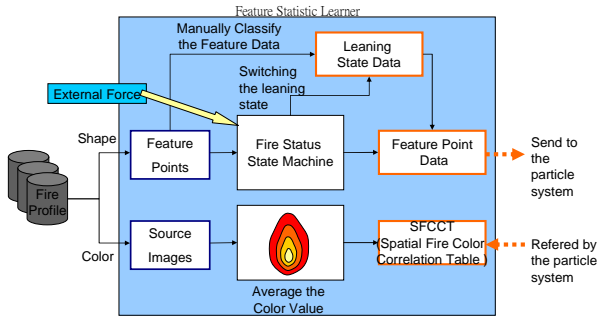 Feature Statistic Learner
Manually Classify
the Feature Data
Leaning
State Data
Switching
the leaning
state
External Force
Shape
Feature
Points
Fire Status
State Machine
Feature Point
Data
Send to
the
particle
system
Fire
Profile
Color
Source
Images
SFCCT
(Spatial Fire Color
Correlation Table )
Refered by
the particle
system
Average the
Color Value